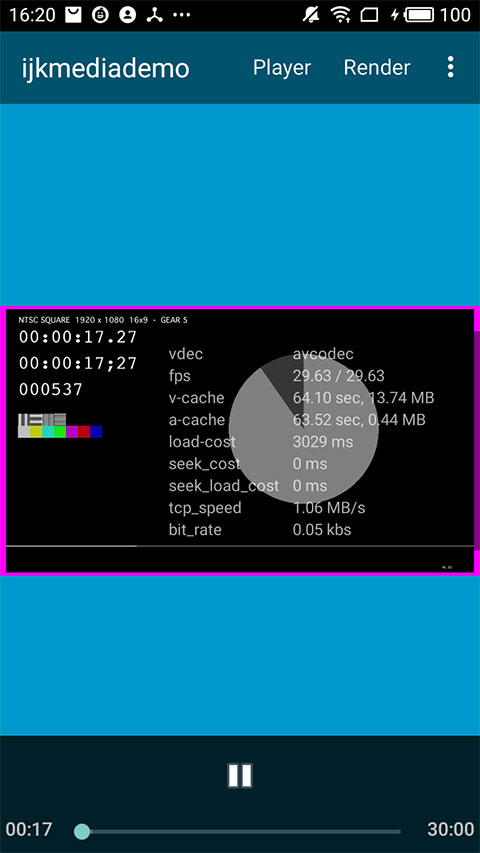 16:20
100
ijkmediademo Player Render
NTSC SQUARE 1920 x 1080 16x9 - GEAR 5
00:00:17.27
00:00:17;27
000537
vdec avcodec
fps 29.63 / 29.63
v-cache 64.10 sec, 13.74 MB
a-cache 63.52 sec, 0.44 MB
load-cost 3029 ms
seek_cost 0 ms
seek_load_cost 0 ms
tcp_speed 1.06 MB/s
bit_rate 0.05 kbs
00:17 30:00